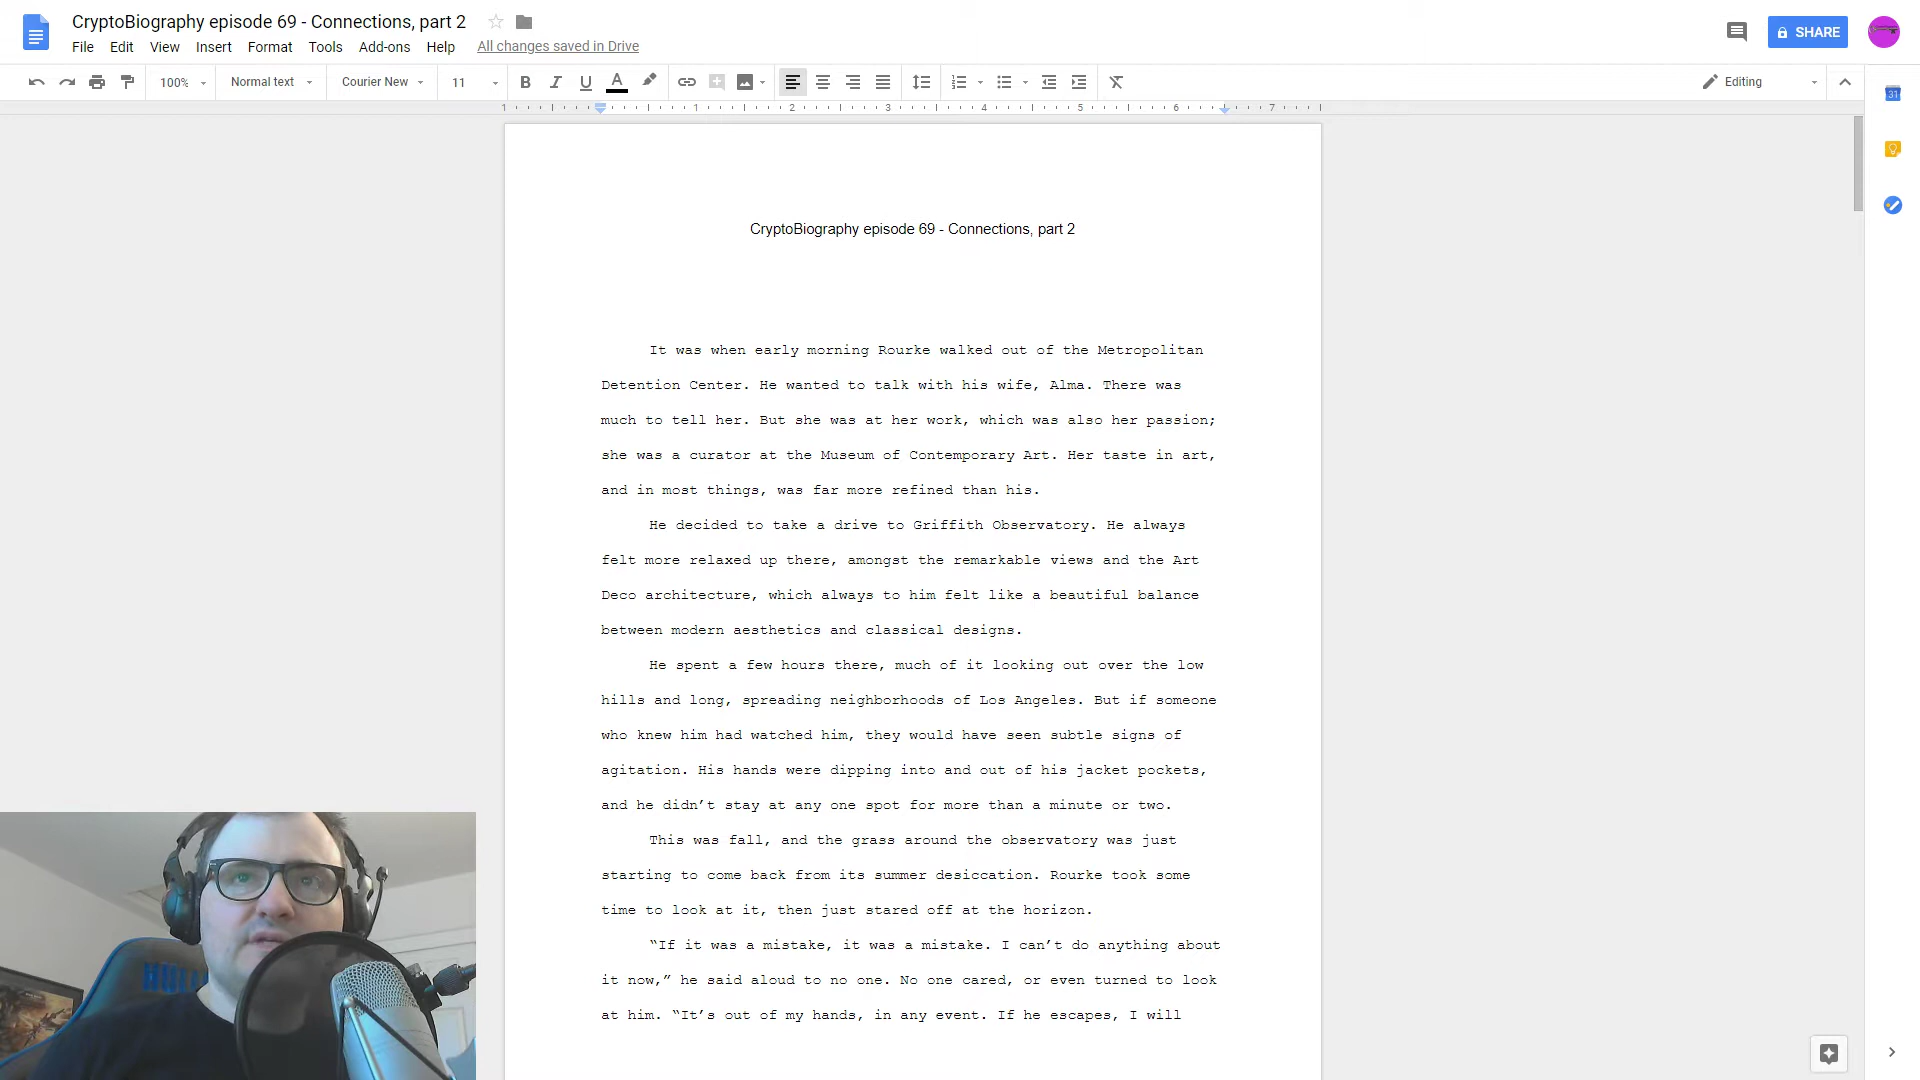 CryptoBiography episode 69 - Connections, part 2
File Edit View Insert Format Tools Add-ons Help All changes saved in Drive
SHARE
100% Normal text Courier New 11 Editing
1 1 2 3 4 5 6 7
31
CryptoBiography episode 69 - Connections, part 2
It was when early morning Rourke walked out of the Metropolitan
Detention Center. He wanted to talk with his wife, Alma. There was
much to tell her. But she was at her work, which was also her passion;
she was a curator at the Museum of Contemporary Art. Her taste in art,
and in most things, was far more refined than his.
He decided to take a drive to Griffith Observatory. He always
felt more relaxed up there, amongst the remarkable views and the Art
Deco architecture, which always to him felt like a beautiful balance
between modern aesthetics and classical designs.
He spent a few hours there, much of it looking out over the low
hills and long, spreading neighborhoods of Los Angeles. But if someone
who knew him had watched him, they would have seen subtle signs of
agitation. His hands were dipping into and out of his jacket pockets,
and he didn’t stay at any one spot for more than a minute or two.
This was fall, and the grass around the observatory was just
starting to come back from its summer desiccation. Rourke took some
time to look at it, then just stared off at the horizon.
“If it was a mistake, it was a mistake. I can’t do anything about
it now,” he said aloud to no one. No one cared, or even turned to look
at him. “It’s out of my hands, in any event. If he escapes, I will